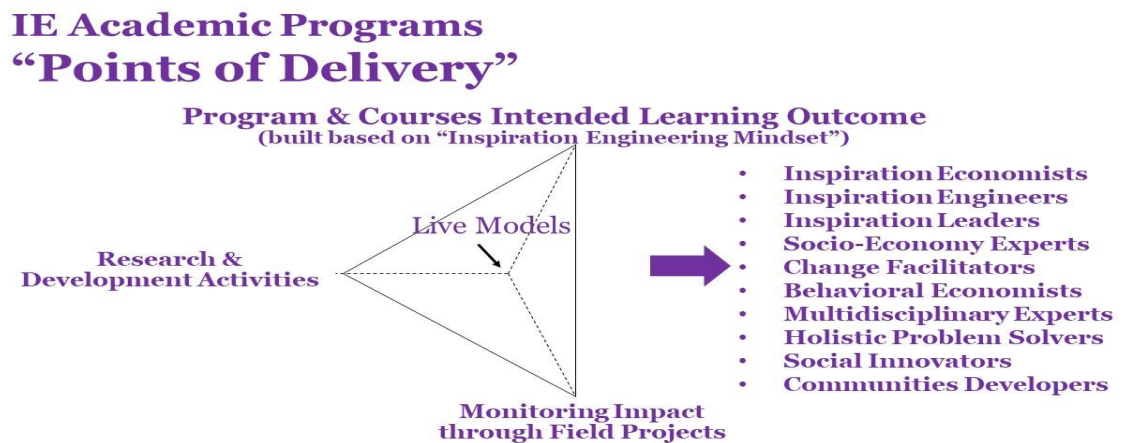 IE Academic Programs
“Points of Delivery”
Program & Courses Intended Learning Outcome
(built based on “Inspiration Engineering Mindset”)
Live Models
Research &
Development Activities
Monitoring Impact
through Field Projects
• Inspiration Economists
• Inspiration Engineers
• Inspiration Leaders
• Socio-Economy Experts
• Change Facilitators
• Behavioral Economists
• Multidisciplinary Experts
• Holistic Problem Solvers
• Social Innovators
• Communities Developers